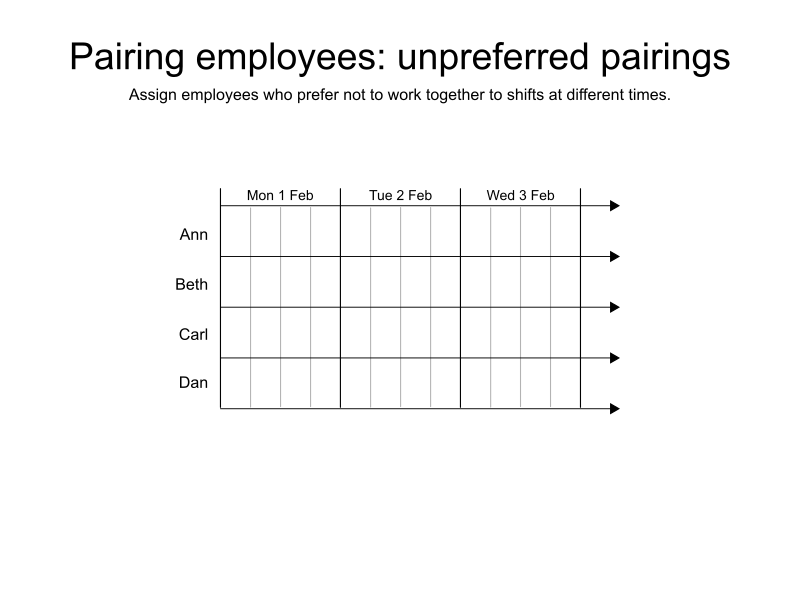 Pairing employees: unpreferred pairings
Assign employees who prefer not to work together to shifts at different times.
Mon 1 Feb Tue 2 Feb Wed 3 Feb
Ann
Beth
Carl
Dan